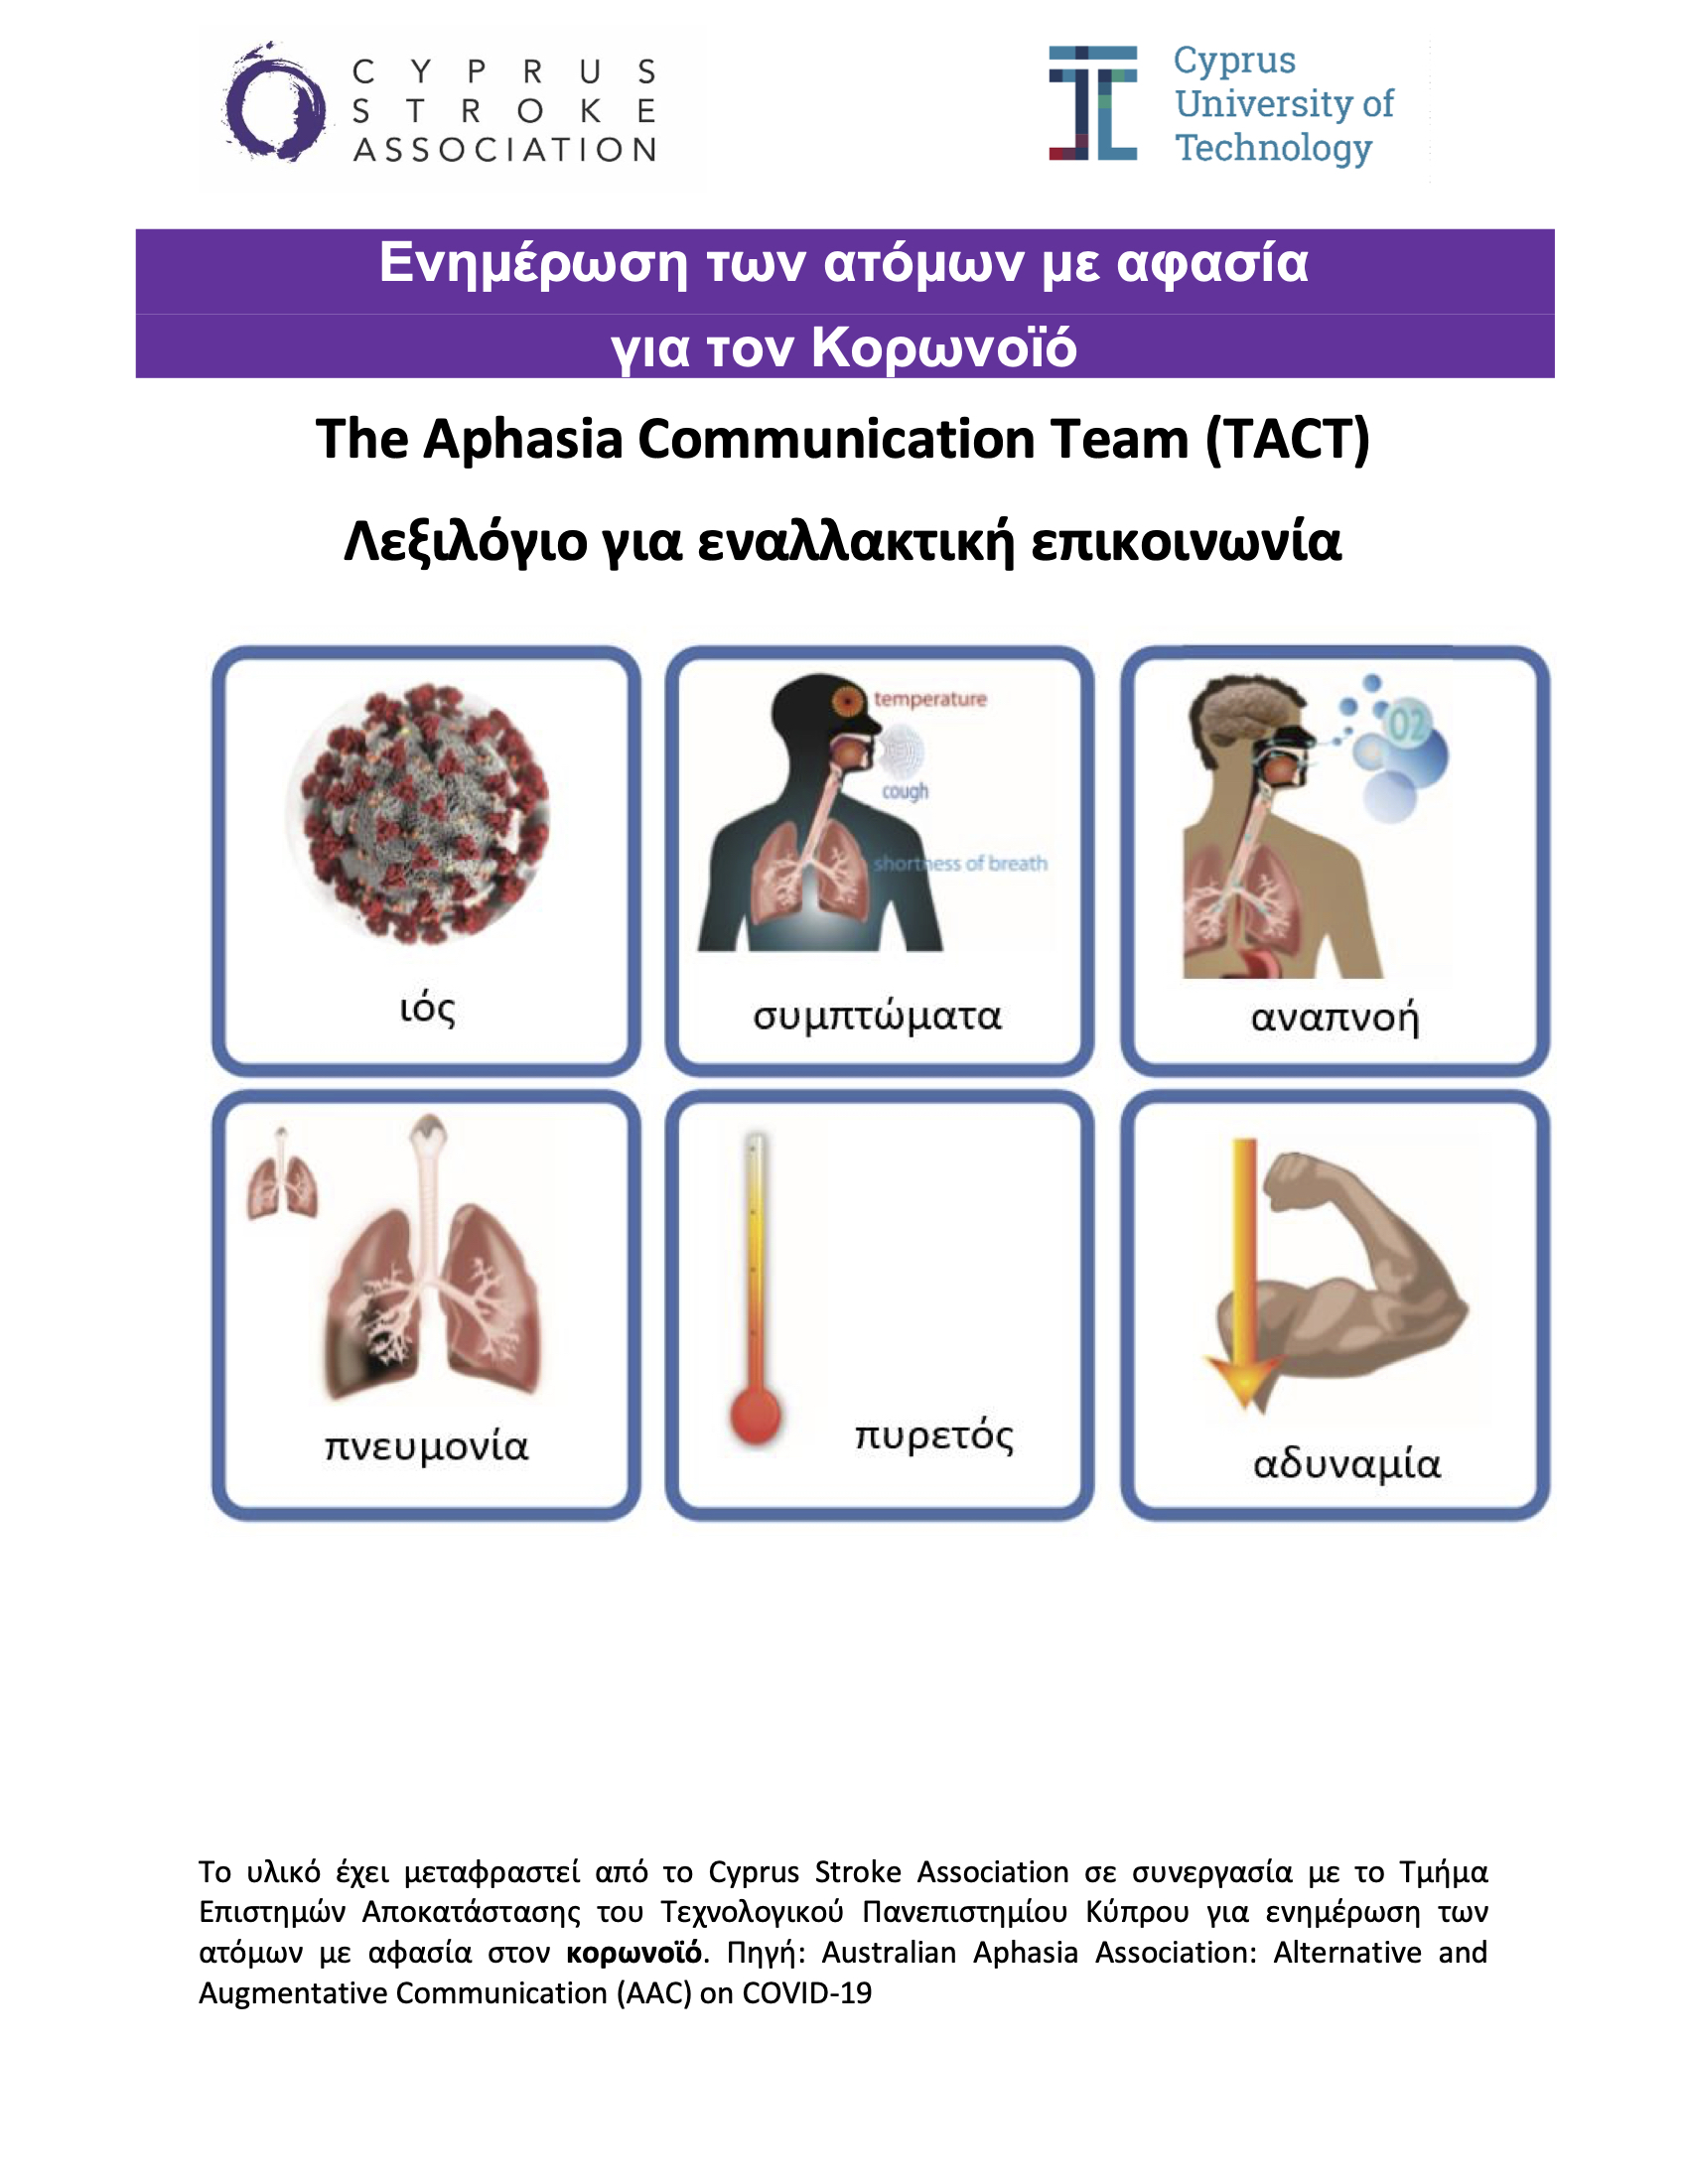 CYPRUS
STROKE
ASSOCIATION
Cyprus
University of
Technology
Ενημέρωση των ατόμων με αφασία
για τον Κορωνοϊό
The Aphasia Communication Team (TACT)
Λεξιλόγιο για εναλλακτική επικοινωνία
ιός
temperature
cough
shortness of breath
συμπτώματα
O2
αναπνοή
πνευμονία
πυρετός
αδυναμία
Το υλικό έχει μεταφραστεί από το Cyprus Stroke Association σε συνεργασία με το Τμήμα
Επιστημών Αποκατάστασης του Τεχνολογικού Πανεπιστημίου Κύπρου για ενημέρωση των
ατόμων με αφασία στον κορωνοϊό. Πηγή: Australian Aphasia Association: Alternative and
Augmentative Communication (AAC) on COVID-19